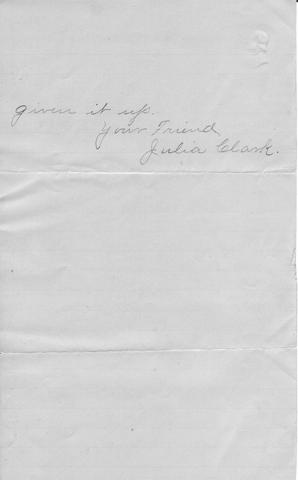 given it up.
Your Friend
Julia Clark.